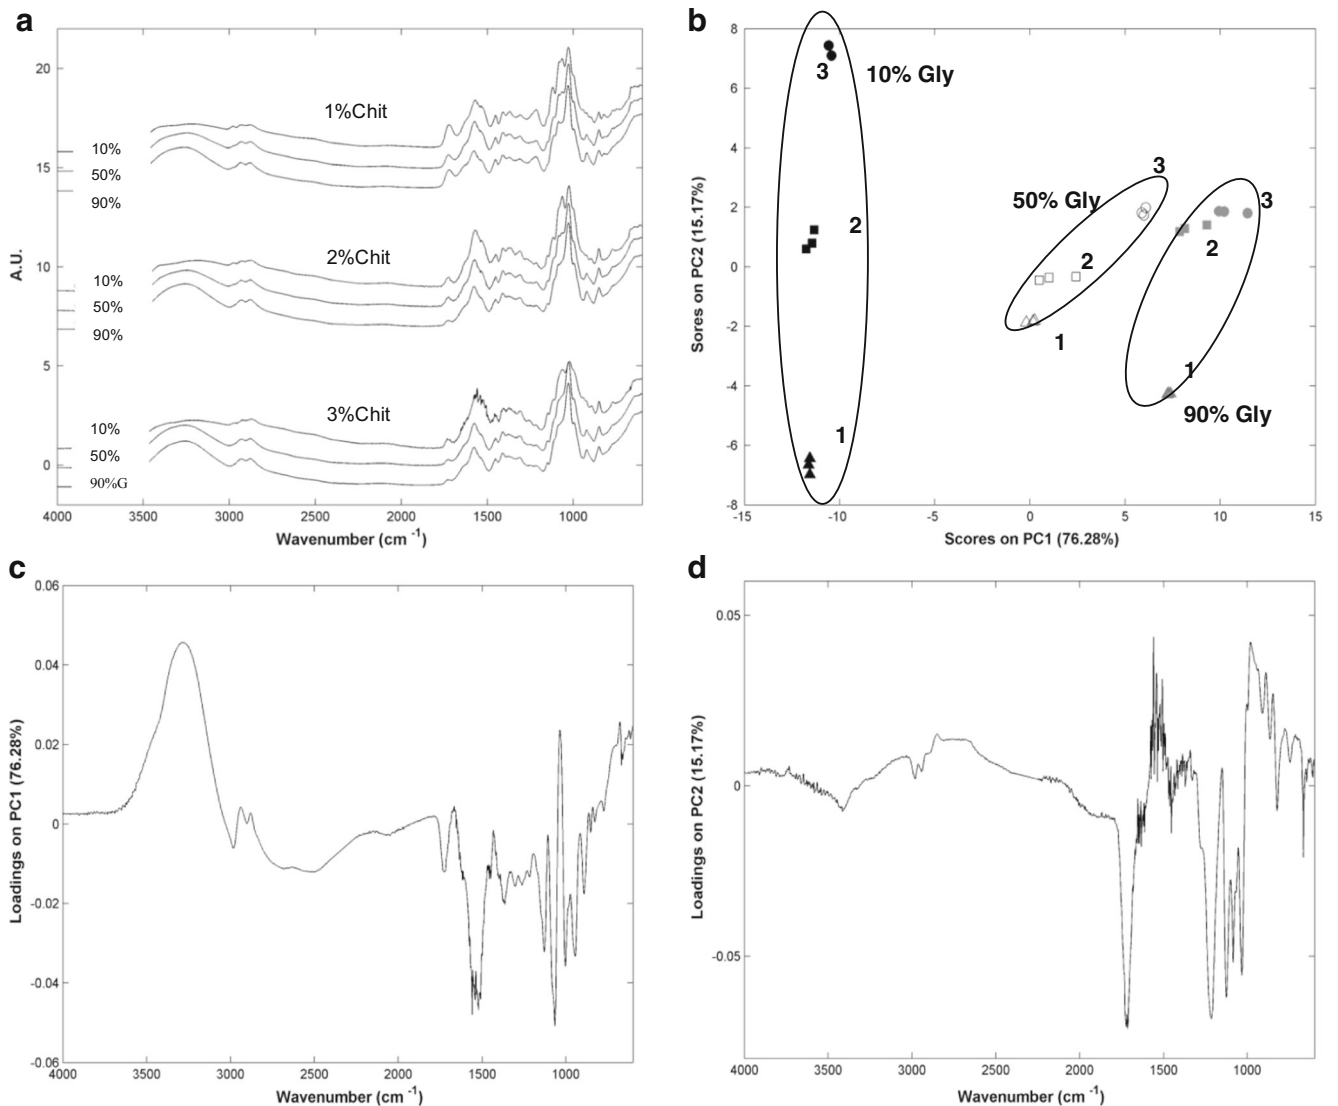 a
20
15
10
5
0
A.U.
1%Chit
10%
50%
90%
2%Chit
10%
50%
90%
3%Chit
10%
50%
90%G
4000 3500 3000 2500 2000 1500 1000
Wavenumber (cm -1)
b
8
6
4
2
0
-2
-4
-6
-8
Sores on PC2 (15.17%)
3
10% Gly
2
1
3
50% Gly
2
1
3
2
1
90% Gly
-15 -10 -5 0 5 10 15
Scores on PC1 (76.28%)
c
0.06
0.04
0.02
0
-0.02
-0.04
-0.06
Loadings on PC1 (76.28%)
4000 3500 3000 2500 2000 1500 1000
Wavenumber (cm -1)
d
0.05
0
-0.05
Loadings on PC2 (15.17%)
4000 3500 3000 2500 2000 1500 1000
Wavenumber (cm -1)